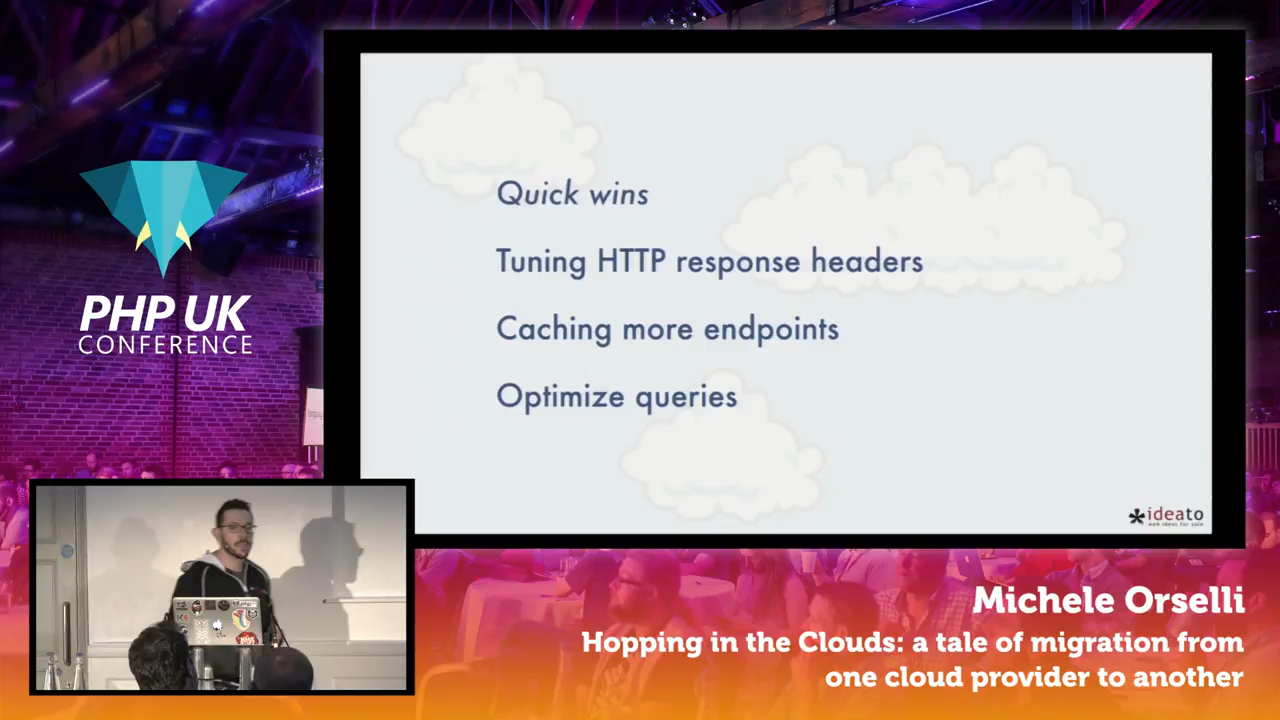 Quick wins
Tuning HTTP response headers
Caching more endpoints
Optimize queries
*ideato
web ideas for sale
PHP UK
CONFERENCE
Michele Orselli
Hopping in the Clouds: a tale of migration from
one cloud provider to another